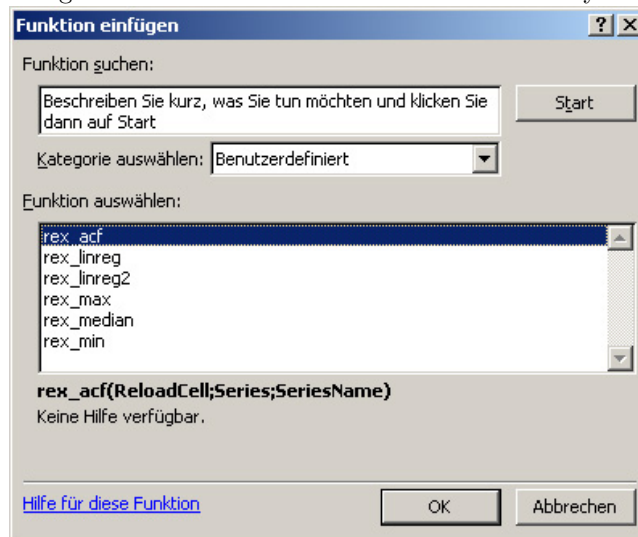 Funktion einfügen
Funktion suchen:
Beschreiben Sie kurz, was Sie tun möchten und klicken Sie
dann auf Start
Start
Kategorie auswählen: Benutzerdefiniert
Funktion auswählen:
rex_acf
rex_linreg
rex_linreg2
rex_max
rex_median
rex_min
rex_acf(ReloadCell;Series;SeriesName)
Keine Hilfe verfügbar.
Hilfe für diese Funktion
OK
Abbrechen